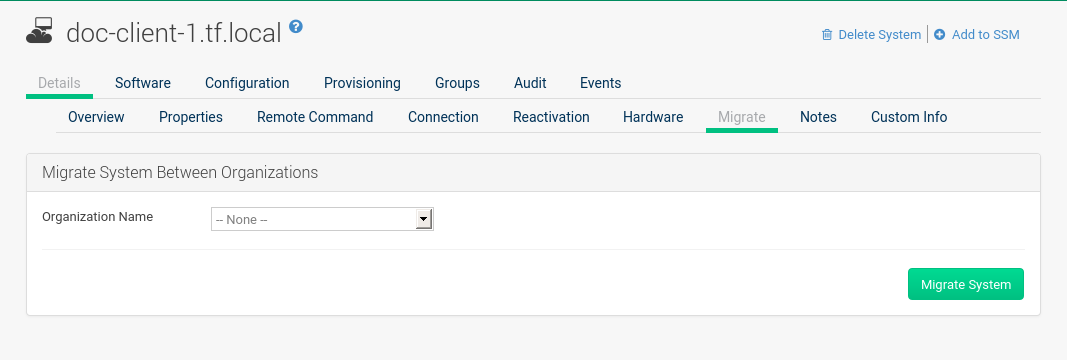 doc-client-1.tf.local ?
Delete System | Add to SSM
Details Software Configuration Provisioning Groups Audit Events
Overview Properties Remote Command Connection Reactivation Hardware Migrate Notes Custom Info
Migrate System Between Organizations
Organization Name -- None --
Migrate System